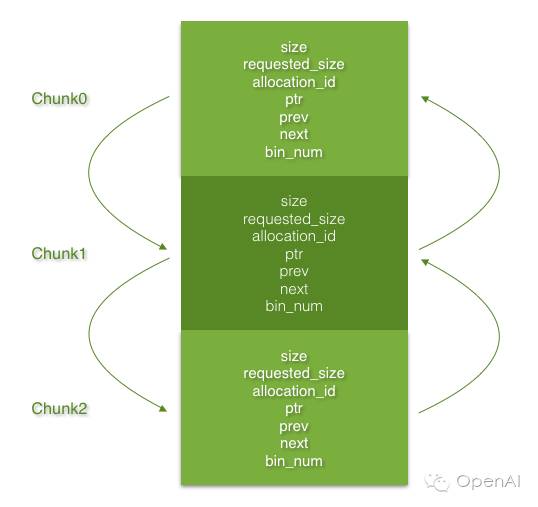 Chunk0
size
requested_size
allocation_id
ptr
prev
next
bin_num
Chunk1
size
requested_size
allocation_id
ptr
prev
next
bin_num
Chunk2
size
requested_size
allocation_id
ptr
prev
next
bin_num
OpenAI